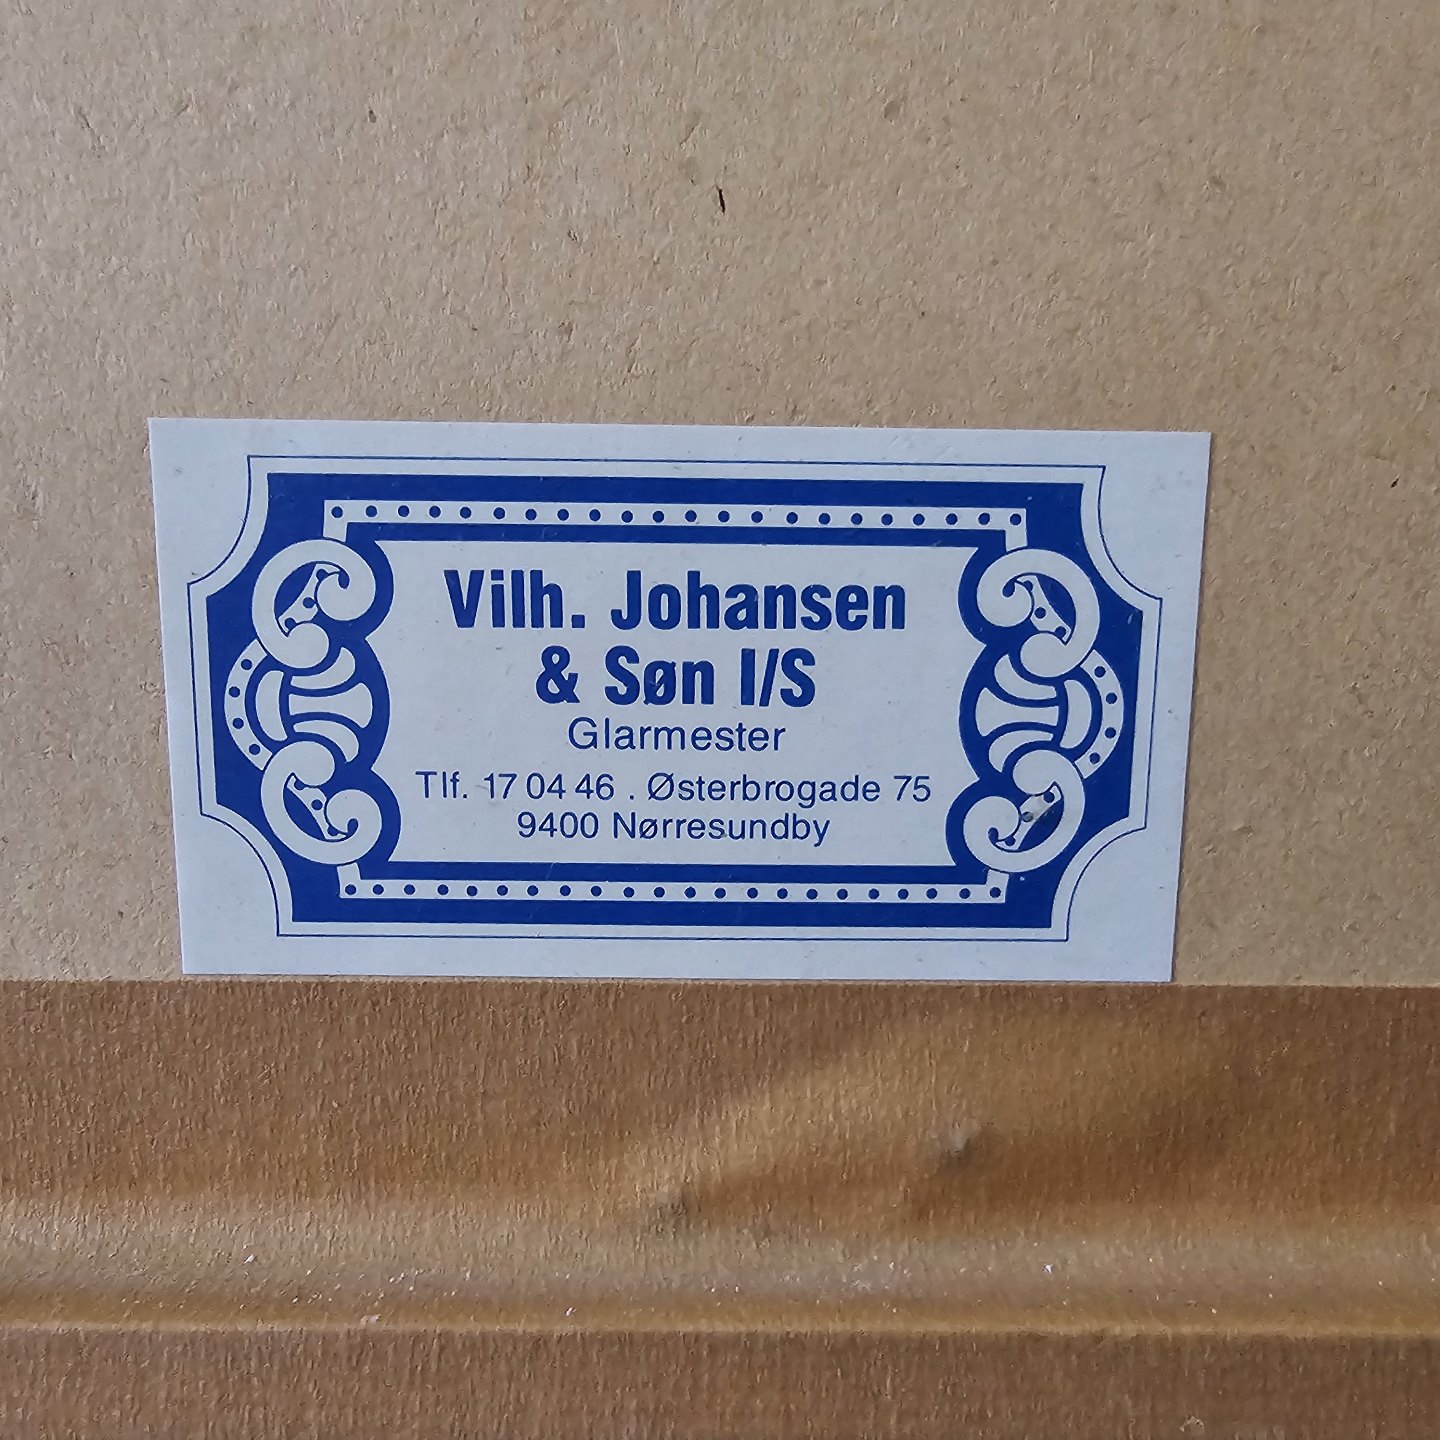 Vilh. Johansen
& Søn I/S
Glarmester
Tlf. 17 04 46 . Østerbrogade 75
9400 Nørresundby